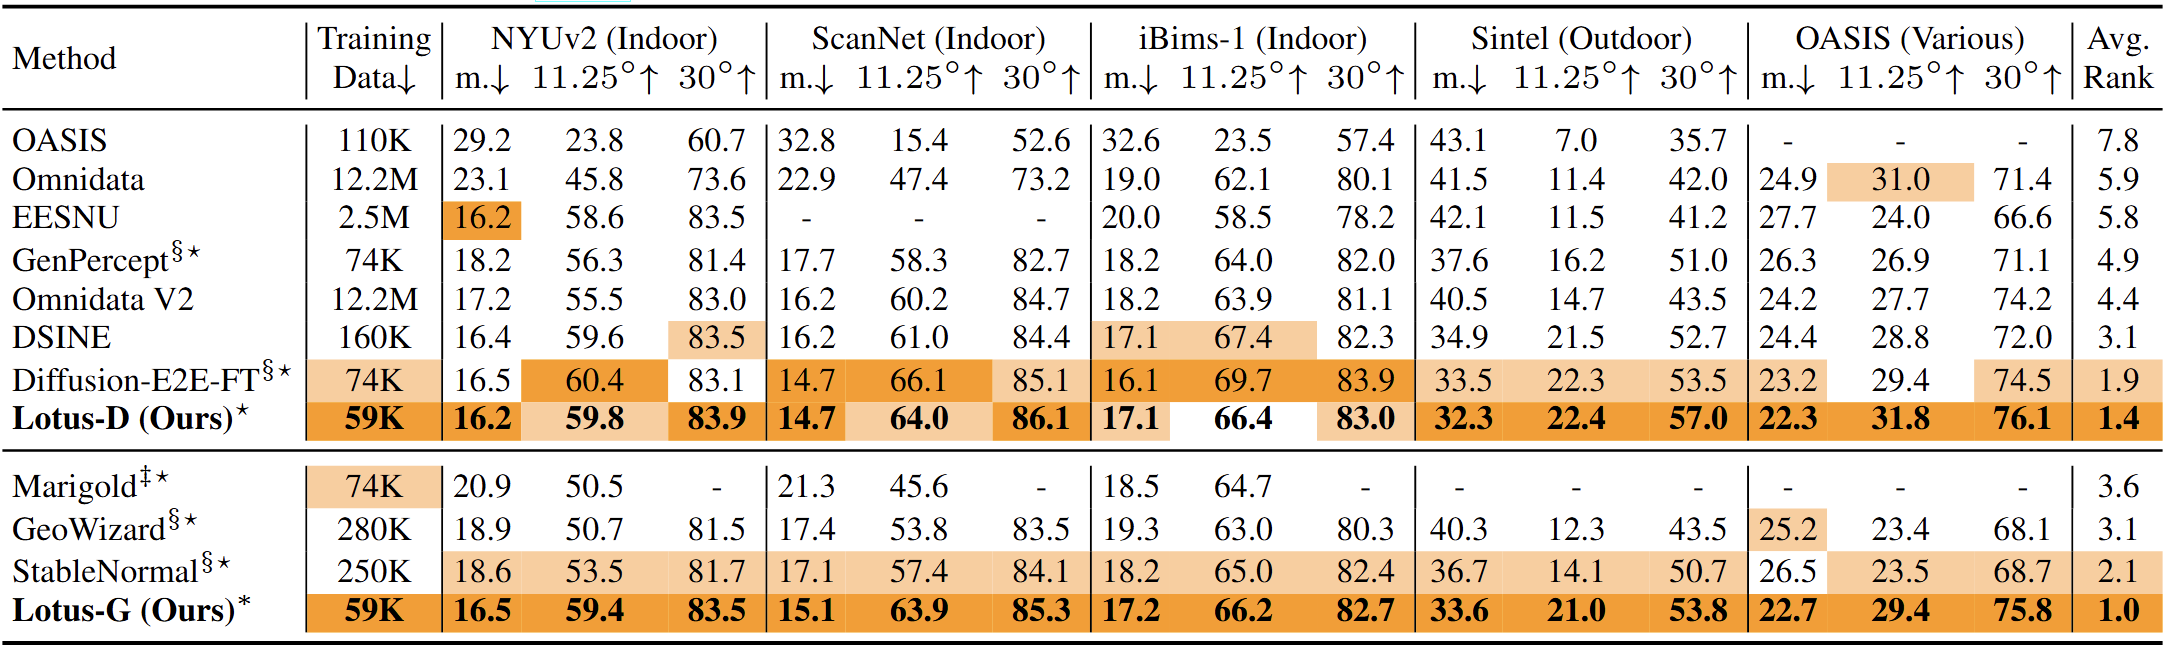 Method Training NYUv2 (Indoor) ScanNet (Indoor) iBims-1 (Indoor) Sintel (Outdoor) OASIS (Various) Avg.
Data↓ m.↓ 11.25°↑ 30°↑ m.↓ 11.25°↑ 30°↑ m.↓ 11.25°↑ 30°↑ m.↓ 11.25°↑ 30°↑ m.↓ 11.25°↑ 30°↑ Rank
OASIS 110K 29.2 23.8 60.7 32.8 15.4 52.6 32.6 23.5 57.4 43.1 7.0 35.7 - - - 7.8
Omnidata 12.2M 23.1 45.8 73.6 22.9 47.4 73.2 19.0 62.1 80.1 41.5 11.4 42.0 24.9 31.0 71.4 5.9
EESNU 2.5M 16.2 58.6 83.5 - - - 20.0 58.5 78.2 42.1 11.5 41.2 27.7 24.0 66.6 5.8
GenPercept§⋆ 74K 18.2 56.3 81.4 17.7 58.3 82.7 18.2 64.0 82.0 37.6 16.2 51.0 26.3 26.9 71.1 4.9
Omnidata V2 12.2M 17.2 55.5 83.0 16.2 60.2 84.7 18.2 63.9 81.1 40.5 14.7 43.5 24.2 27.7 74.2 4.4
DSINE 160K 16.4 59.6 83.5 16.2 61.0 84.4 17.1 67.4 82.3 34.9 21.5 52.7 24.4 28.8 72.0 3.1
Diffusion-E2E-FT§⋆ 74K 16.5 60.4 83.1 14.7 66.1 85.1 16.1 69.7 83.9 33.5 22.3 53.5 23.2 29.4 74.5 1.9
Lotus-D (Ours)⋆ 59K 16.2 59.8 83.9 14.7 64.0 86.1 17.1 66.4 83.0 32.3 22.4 57.0 22.3 31.8 76.1 1.4
Marigold‡⋆ 74K 20.9 50.5 - 21.3 45.6 - 18.5 64.7 - - - - - - - 3.6
GeoWizard§⋆ 280K 18.9 50.7 81.5 17.4 53.8 83.5 19.3 63.0 80.3 40.3 12.3 43.5 25.2 23.4 68.1 3.1
StableNormal§⋆ 250K 18.6 53.5 81.7 17.1 57.4 84.1 18.2 65.0 82.4 36.7 14.1 50.7 26.5 23.5 68.7 2.1
Lotus-G (Ours)* 59K 16.5 59.4 83.5 15.1 63.9 85.3 17.2 66.2 82.7 33.6 21.0 53.8 22.7 29.4 75.8 1.0